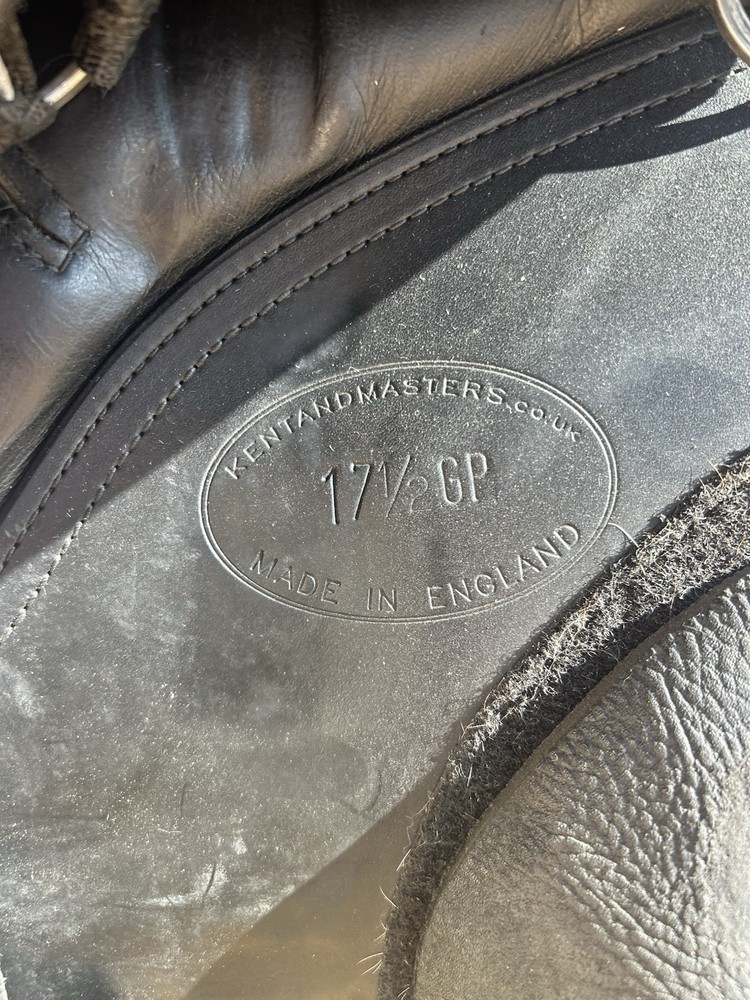 KENTANDMASTERS.CO.UK
17½ GP
MADE IN ENGLAND